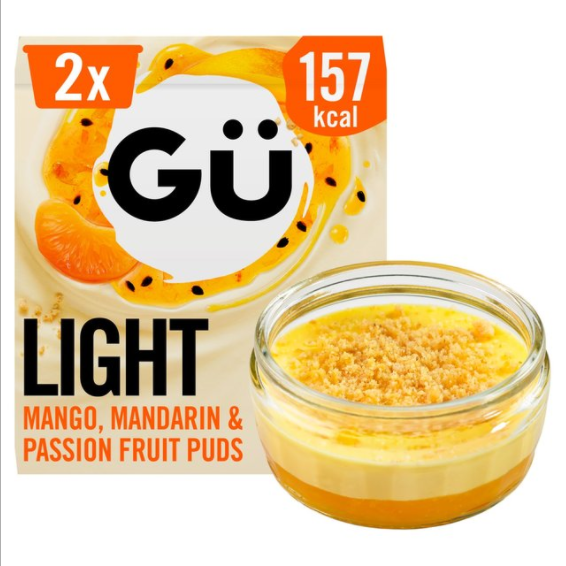 2x
157
kcal
Gü
LIGHT
MANGO, MANDARIN &
PASSION FRUIT PUDS